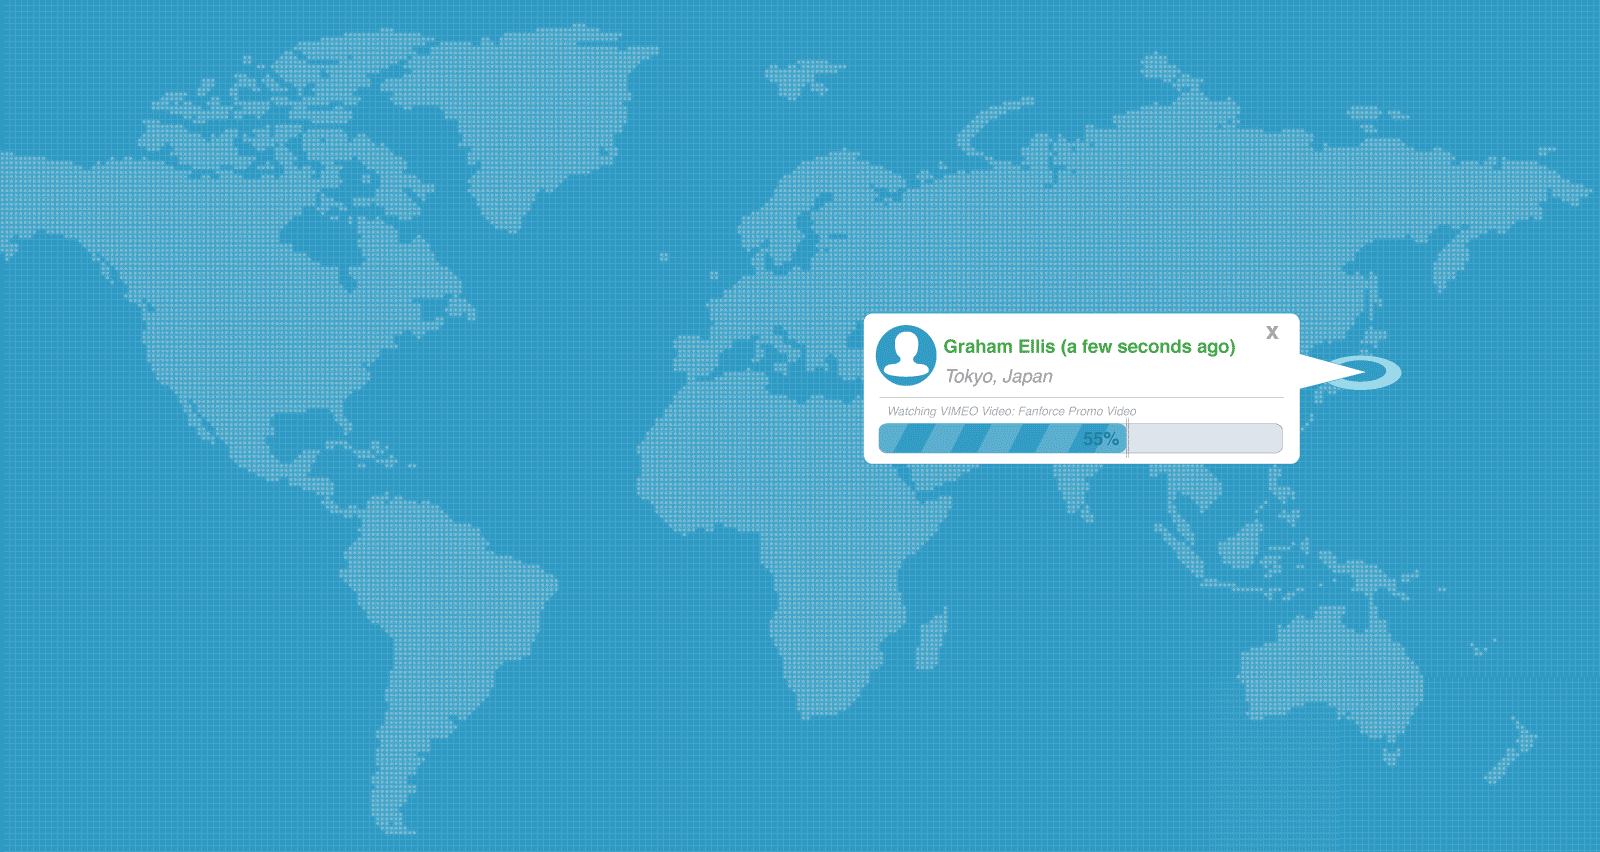 Graham Ellis (a few seconds ago)
X
Tokyo, Japan
Watching VIMEO Video: Fanforce Promo Video
55%